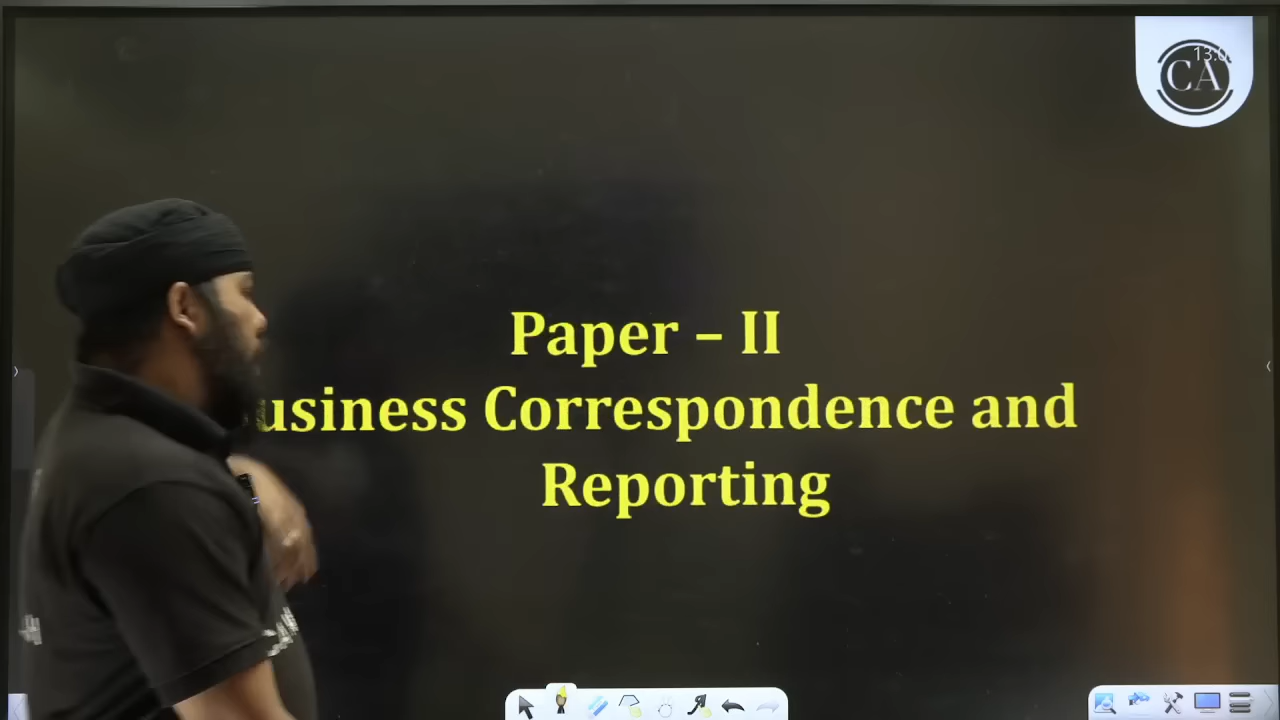 CA
Paper – II
usiness Correspondence and
Reporting